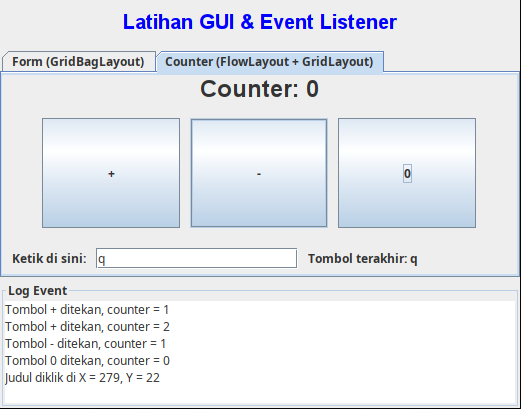 Latihan GUI & Event Listener
Form (GridBagLayout) Counter (FlowLayout + GridLayout)
Counter: 0
+ - 0
Ketik di sini: q Tombol terakhir: q
Log Event
Tombol + ditekan, counter = 1
Tombol + ditekan, counter = 2
Tombol - ditekan, counter = 1
Tombol 0 ditekan, counter = 0
Judul diklik di X = 279, Y = 22